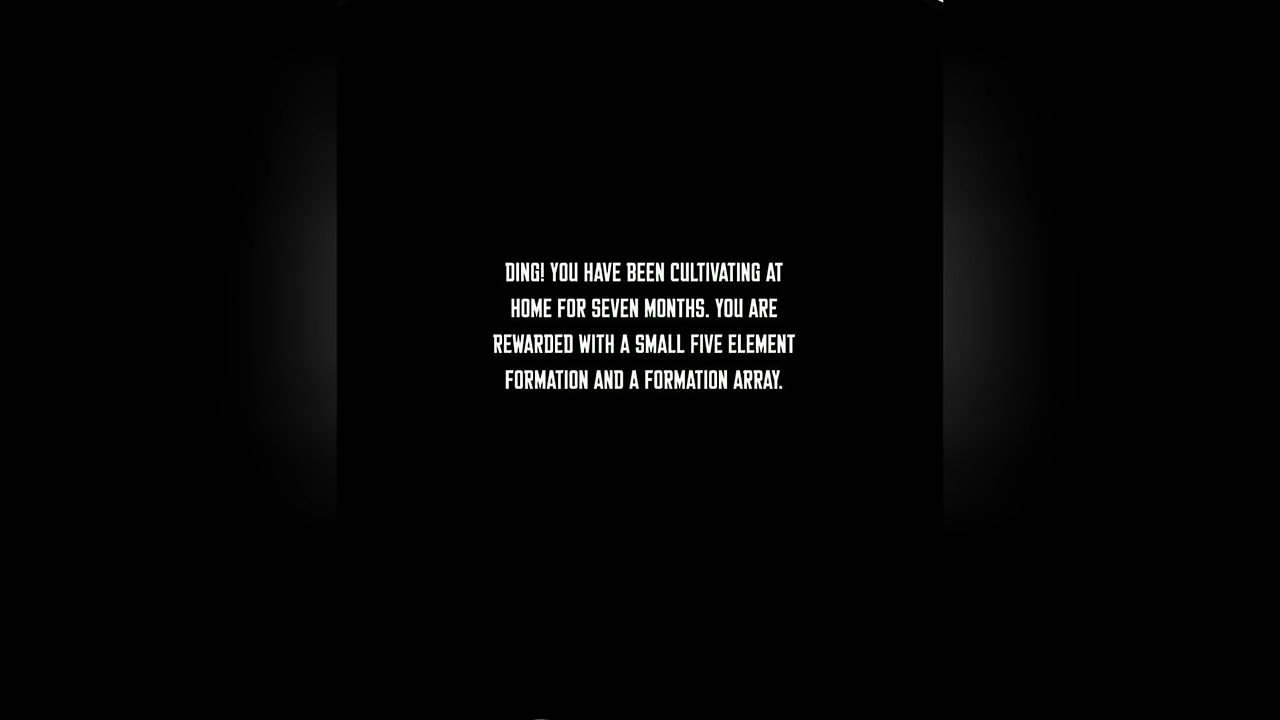 DING! YOU HAVE BEEN CULTIVATING AT
HOME FOR SEVEN MONTHS. YOU ARE
REWARDED WITH A SMALL FIVE ELEMENT
FORMATION AND A FORMATION ARRAY.